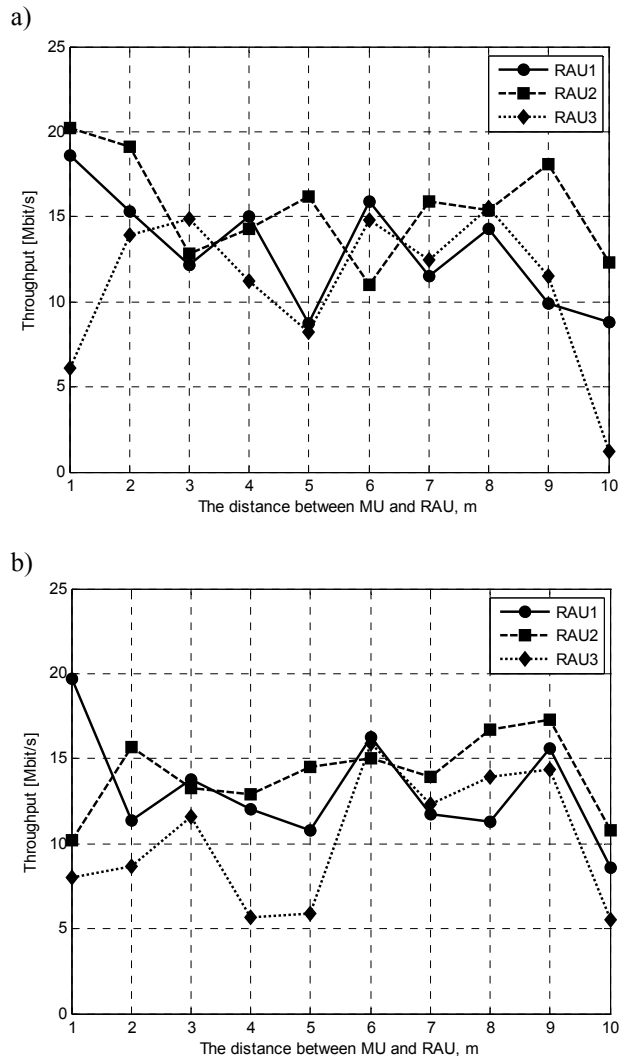 a)
25
20
15
10
5
0
Throughput [Mbit/s]
RAU1
RAU2
RAU3
1 2 3 4 5 6 7 8 9 10
The distance between MU and RAU, m
b)
25
20
15
10
5
0
Throughput [Mbit/s]
RAU1
RAU2
RAU3
1 2 3 4 5 6 7 8 9 10
The distance between MU and RAU, m